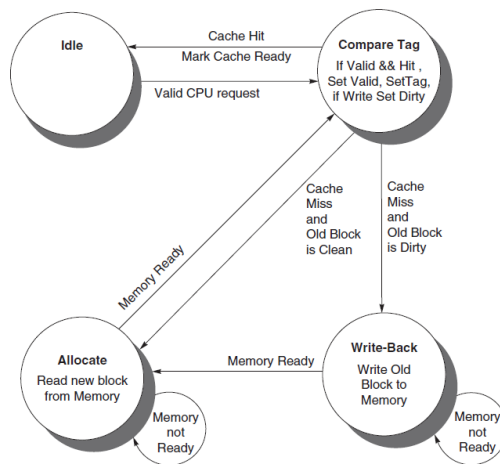 Idle
Cache Hit
Mark Cache Ready
Valid CPU request
Compare Tag
If Valid && Hit ,
Set Valid, SetTag,
if Write Set Dirty
Cache
Miss
and
Old Block
is Clean
Cache
Miss
and
Old Block
is Dirty
Memory Ready
Allocate
Read new block
from Memory
Memory
not
Ready
Memory Ready
Write-Back
Write Old
Block to
Memory
Memory
not
Ready